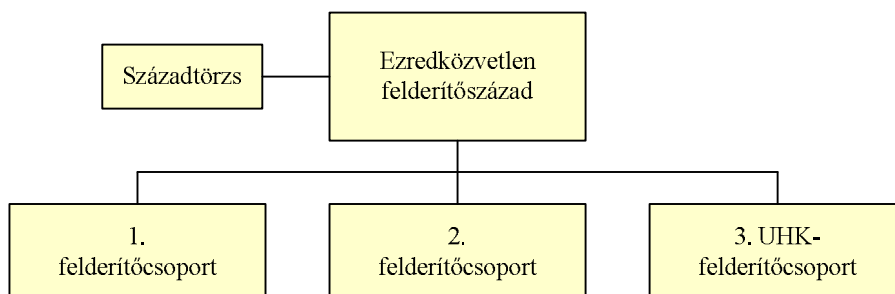 Századtörzs
Ezredközvetlen
felderítőszázad
1.
felderítőcsoport
2.
felderítőcsoport
3. UHK-
felderítőcsoport